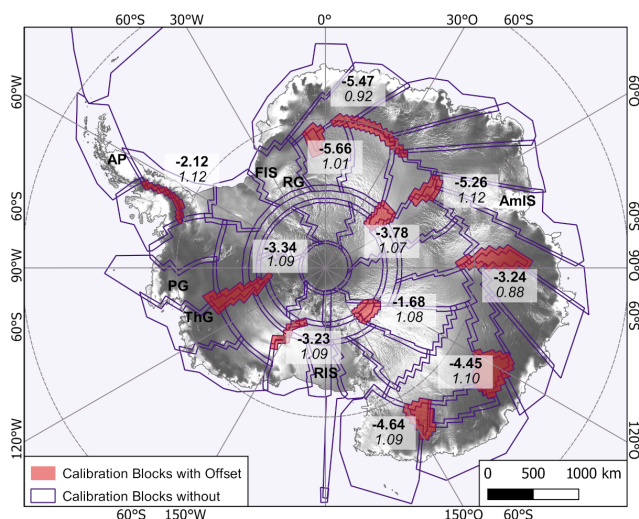 60°S 30°W 0° 30°O 60°S
60°W
60°O
-5.47
0.92
AP
-2.12
1.12
FIS
RG
-5.66
1.01
-5.26
1.12
AmIS
60°S
60°S
-3.78
1.07
-3.34
1.09
90°W
90°O
PG
-3.24
0.88
ThG
-1.68
1.08
60°S
60°S
-3.23
1.09
RIS
-4.45
1.10
-4.64
1.09
120°W
120°O
Calibration Blocks with Offset
Calibration Blocks without
0 500 1000 km
60°S 150°W 150°O 60°S